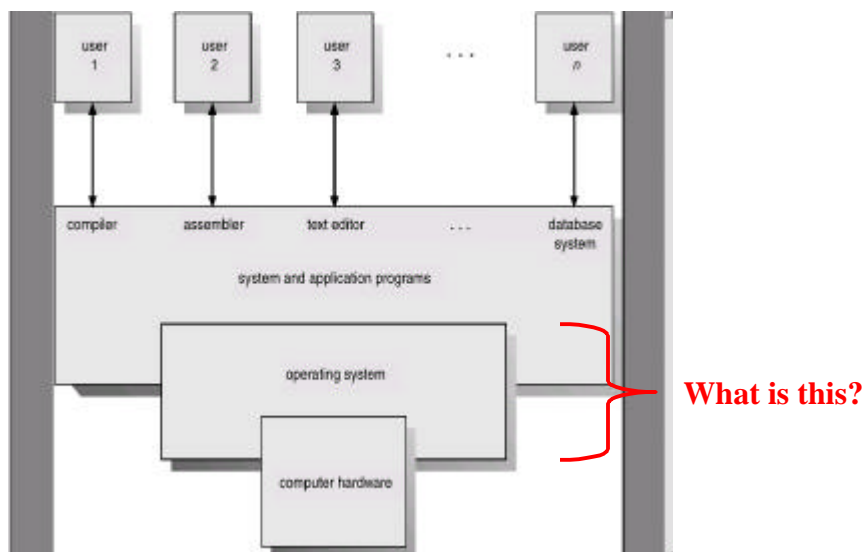 user user user . . . user
1 2 3 n
compiler assembler text editor . . . database
system
system and application programs
operating system
What is this?
computer hardware